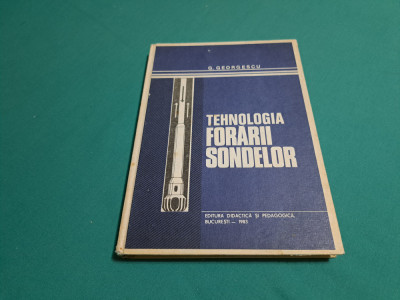 G. GEORGESCU
TEHNOLOGIA
FORĂRII
SONDELOR
EDITURA DIDACTICĂ ȘI PEDAGOGICĂ,
BUCUREȘTI — 1983